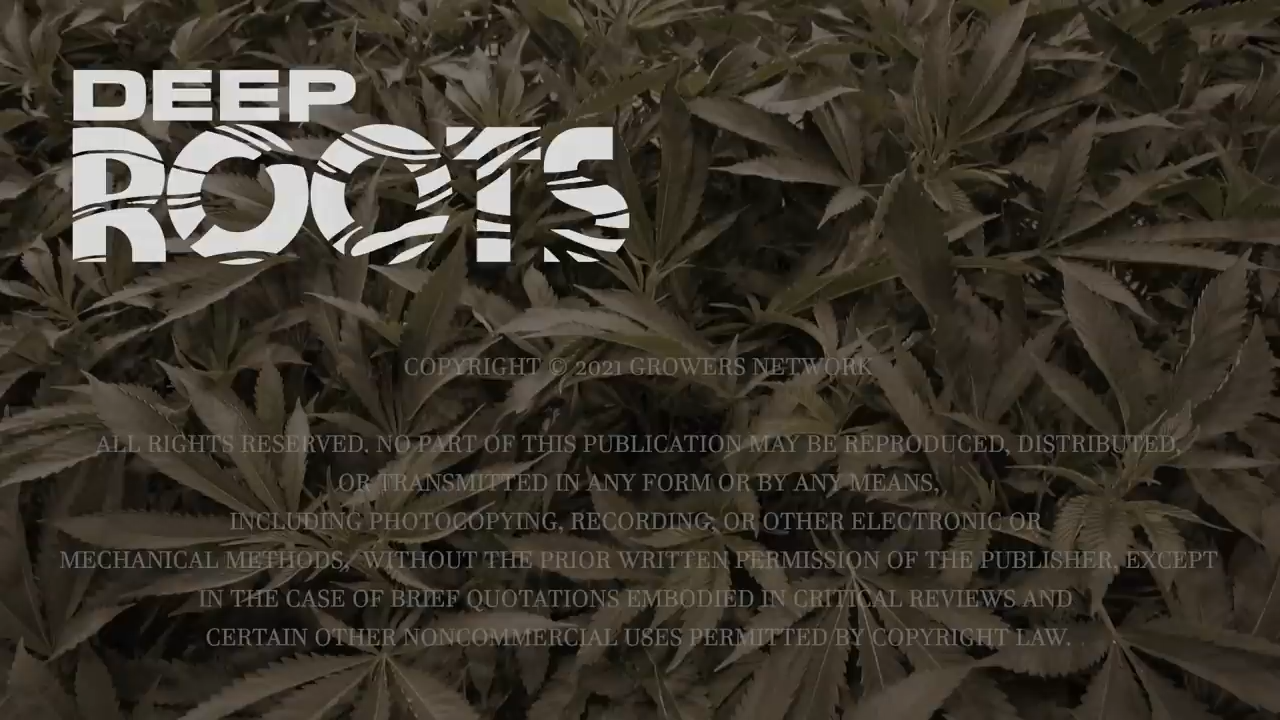 DEEP
ROOTS
COPYRIGHT © 2021 GROWERS NETWORK
ALL RIGHTS RESERVED. NO PART OF THIS PUBLICATION MAY BE REPRODUCED, DISTRIBUTED,
OR TRANSMITTED IN ANY FORM OR BY ANY MEANS,
INCLUDING PHOTOCOPYING, RECORDING, OR OTHER ELECTRONIC OR
MECHANICAL METHODS, WITHOUT THE PRIOR WRITTEN PERMISSION OF THE PUBLISHER, EXCEPT
IN THE CASE OF BRIEF QUOTATIONS EMBODIED IN CRITICAL REVIEWS AND
CERTAIN OTHER NONCOMMERCIAL USES PERMITTED BY COPYRIGHT LAW.